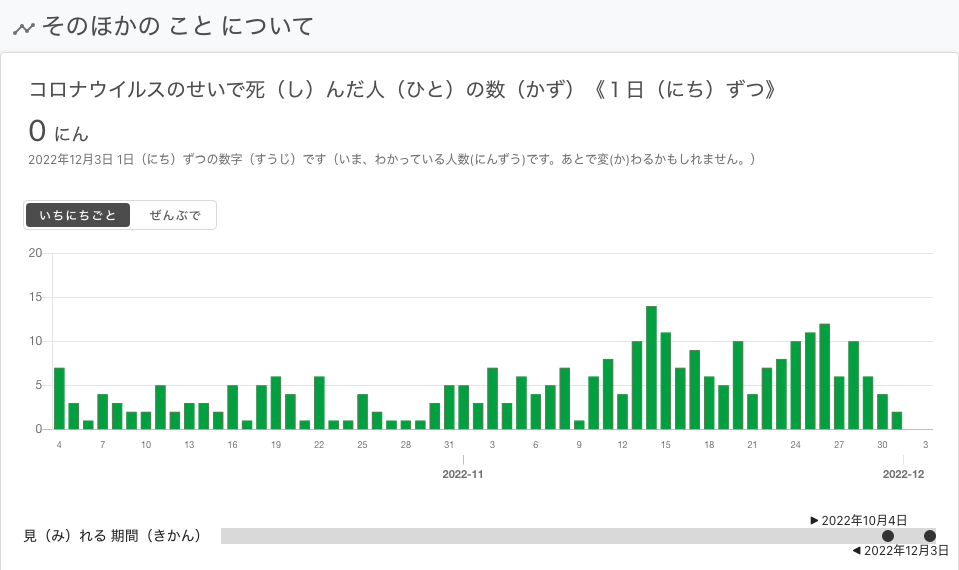 そのほかの こと について
コロナウイルスのせいで死（し）んだ人（ひと）の数（かず）《１日（にち）ずつ》
0 にん
2022年12月3日 1日（にち）ずつの数字（すうじ）です（いま、わかっている人数(にんずう)です。あとで変(か)わるかもしれません。）
いちにちごと ぜんぶで
20
15
10
5
0
4 7 10 13 16 19 22 25 28 31 3 6 9 12 15 18 21 24 27 30 3
2022-11 2022-12
▶ 2022年10月4日
見（み）れる 期間（きかん）
◀ 2022年12月3日